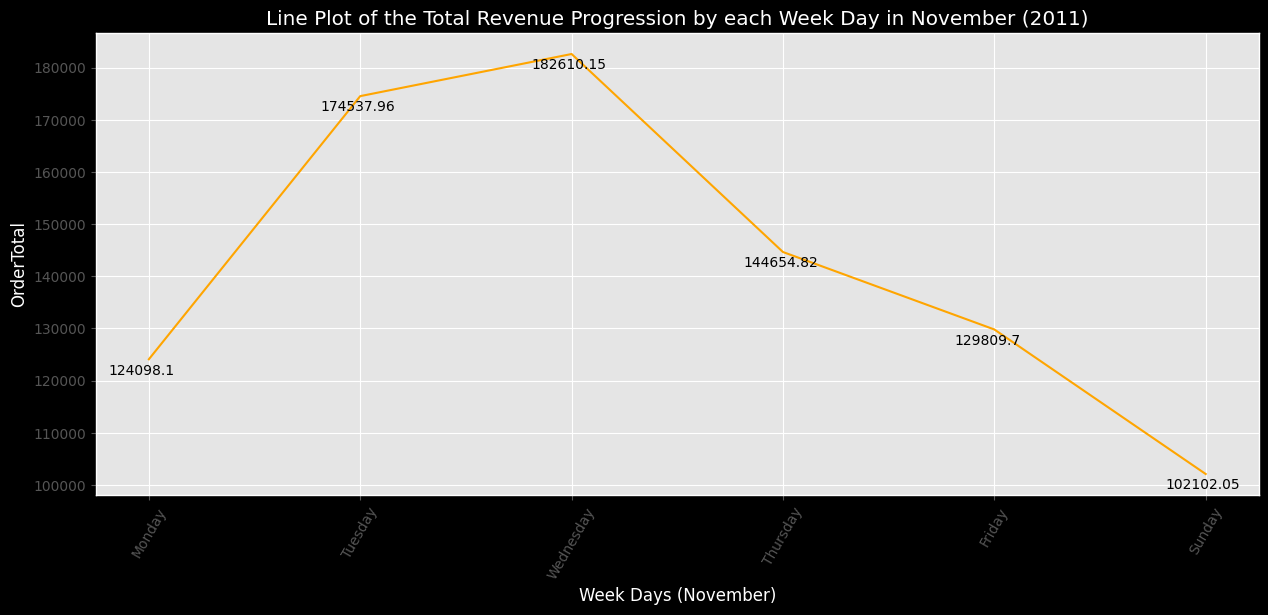 Line Plot of the Total Revenue Progression by each Week Day in November (2011)
OrderTotal
180000
170000
160000
150000
140000
130000
120000
110000
100000
124098.1
174537.96
182610.15
144654.82
129809.7
102102.05
Monday
Tuesday
Wednesday
Thursday
Friday
Sunday
Week Days (November)